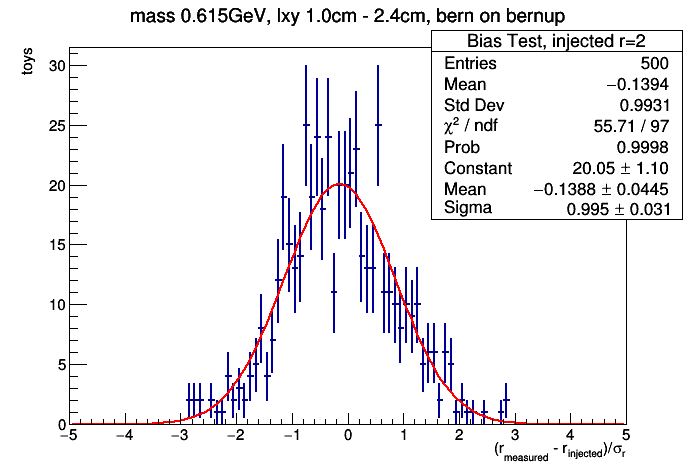 mass 0.615GeV, lxy 1.0cm - 2.4cm, bern on bernup
Bias Test, injected r=2
Entries 500
Mean −0.1394
Std Dev 0.9931
χ² / ndf 55.71 / 97
Prob 0.9998
Constant 20.05 ± 1.10
Mean −0.1388 ± 0.0445
Sigma 0.995 ± 0.031
toys
30
25
20
15
10
5
0
−5 −4 −3 −2 −1 0 1 2 3 4 5
(r_measured - r_injected)/σ_r